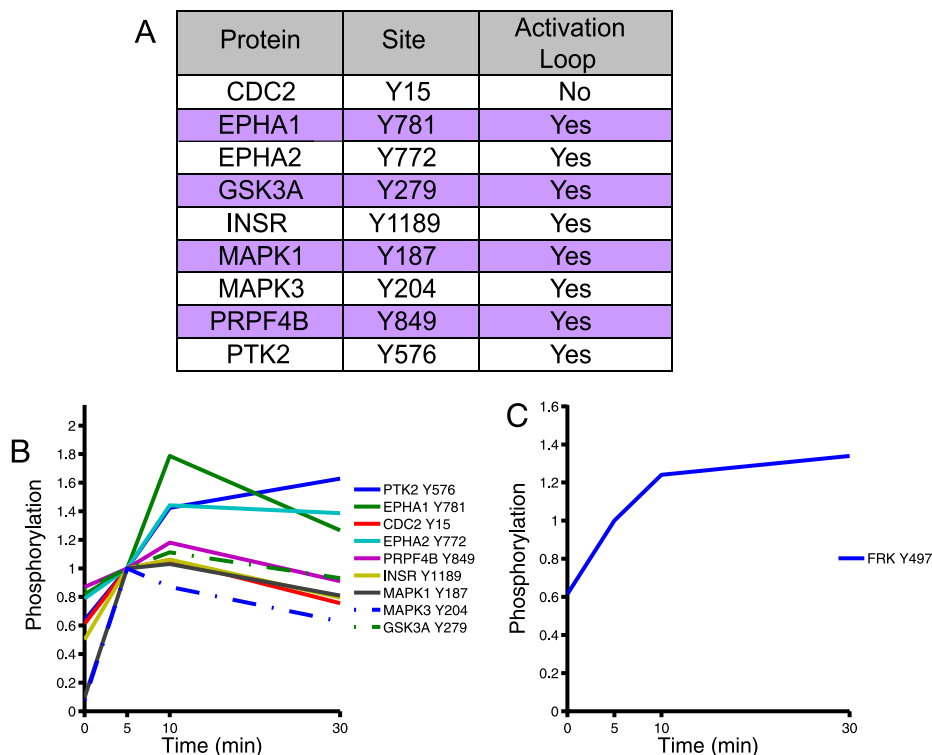 A
Protein Site Activation Loop
CDC2 Y15 No
EPHA1 Y781 Yes
EPHA2 Y772 Yes
GSK3A Y279 Yes
INSR Y1189 Yes
MAPK1 Y187 Yes
MAPK3 Y204 Yes
PRPF4B Y849 Yes
PTK2 Y576 Yes
B
Phosphorylation
2
1.8
1.6
1.4
1.2
1
0.8
0.6
0.4
0.2
0
0 5 10 30
Time (min)
PTK2 Y576
EPHA1 Y781
CDC2 Y15
EPHA2 Y772
PRPF4B Y849
INSR Y1189
MAPK1 Y187
MAPK3 Y204
GSK3A Y279
C
Phosphorylation
1.6
1.4
1.2
1
0.8
0.6
0.4
0.2
0
0 5 10 30
Time (min)
FRK Y497